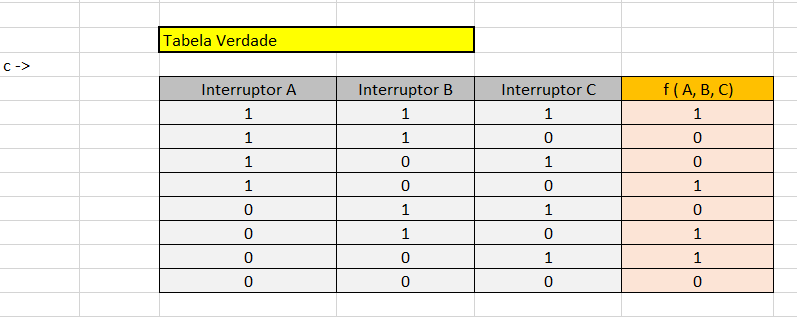 Tabela Verdade
c ->
Interruptor A Interruptor B Interruptor C f ( A, B, C)
1 1 1 1
1 1 0 0
1 0 1 0
1 0 0 1
0 1 1 0
0 1 0 1
0 0 1 1
0 0 0 0